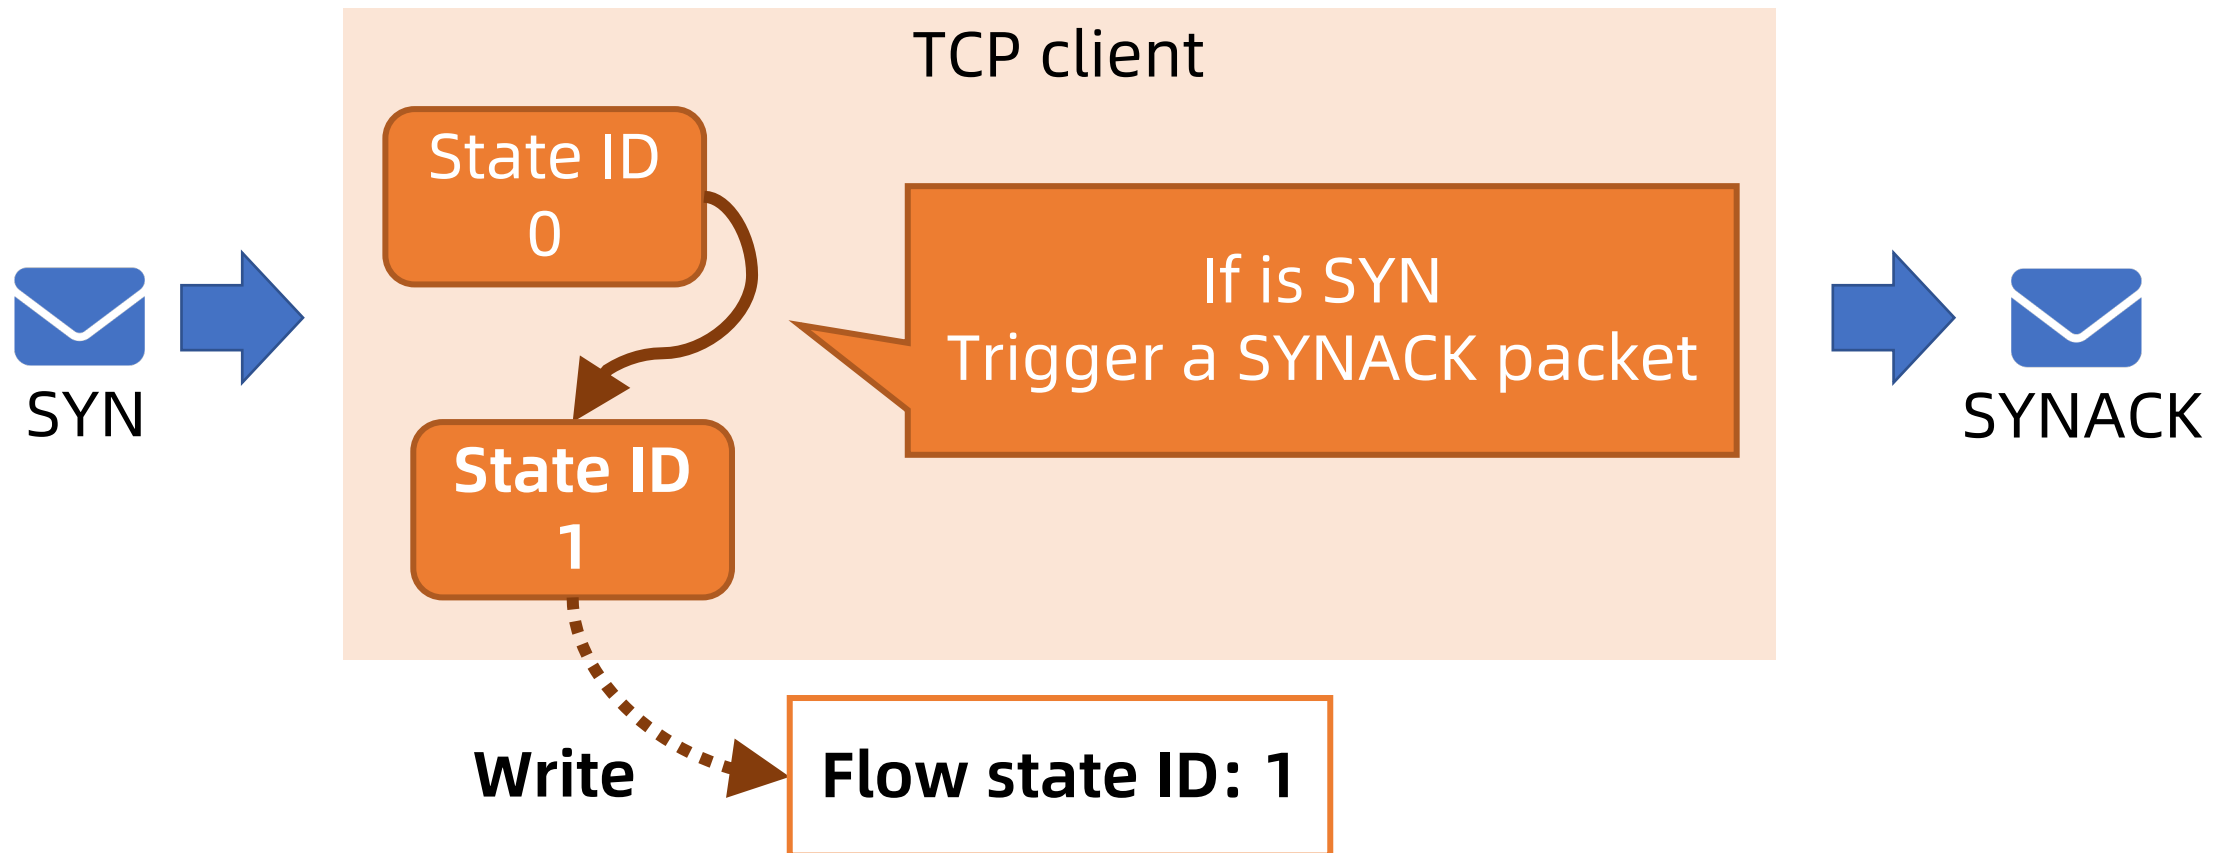 TCP client
State ID
0
If is SYN
Trigger a SYNACK packet
SYN
SYNACK
State ID
1
Write
Flow state ID: 1